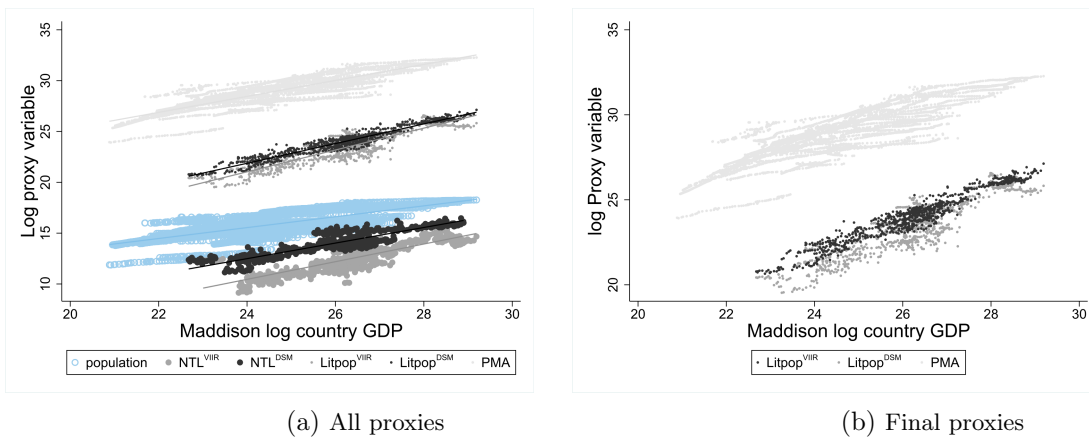 35
30
25
20
15
10
Log proxy variable
20 22 24 26 28 30
Maddison log country GDP
population NTL^VIIR NTL^DSM Litpop^VIIR Litpop^DSM PMA
(a) All proxies
35
30
25
20
log Proxy variable
20 22 24 26 28 30
Maddison log country GDP
Litpop^VIIR Litpop^DSM PMA
(b) Final proxies